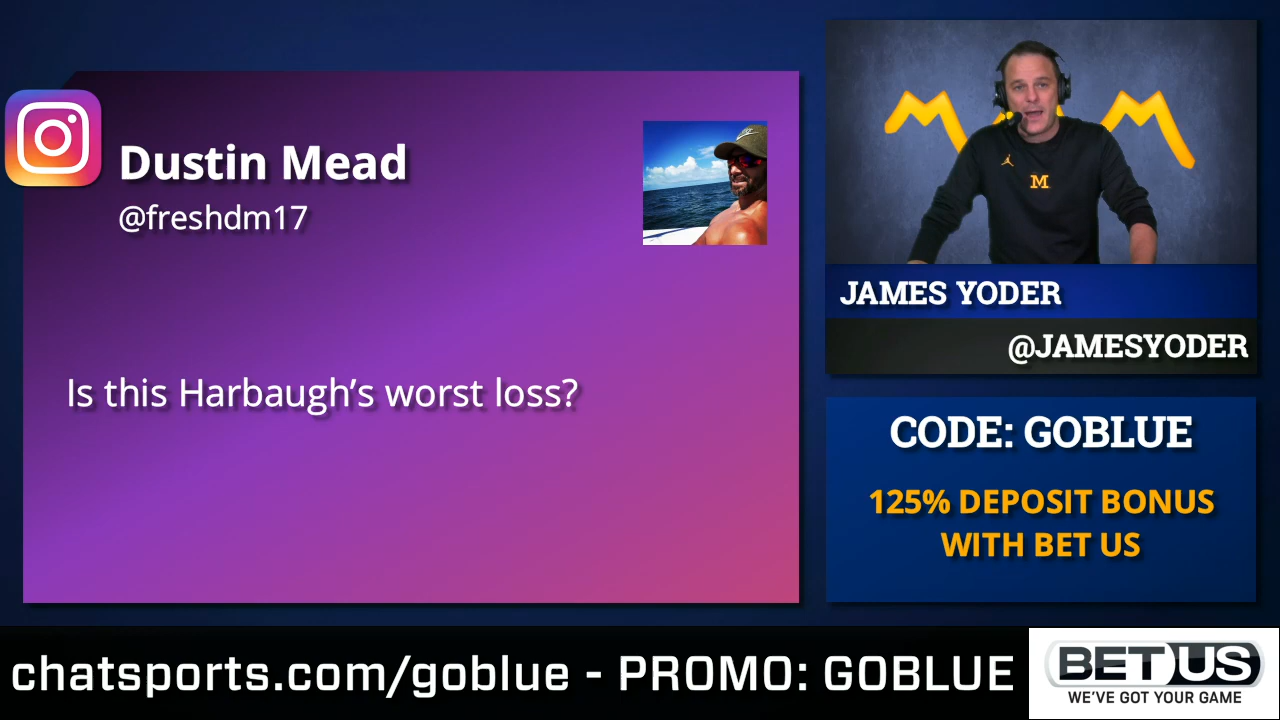 Dustin Mead
@freshdm17
Is this Harbaugh’s worst loss?
M
JAMES YODER
@JAMESYODER
CODE: GOBLUE
125% DEPOSIT BONUS
WITH BET US
chatsports.com/goblue - PROMO: GOBLUE
BETUS
WE'VE GOT YOUR GAME